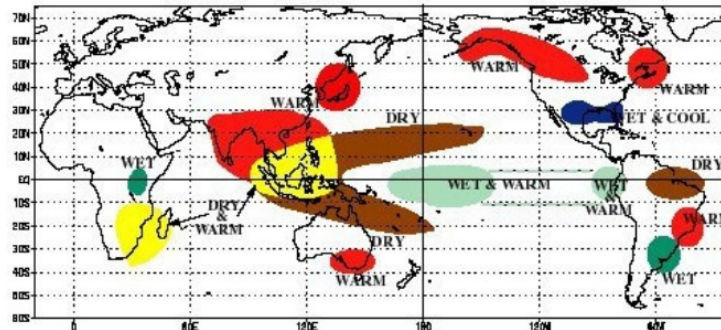 70N
60N
50N
40N
30N
20N
10N
EQ
10S
20S
30S
40S
50S
60S
WARM
WARM
WARM
DRY
WET & COOL
WET
DRY
WET & WARM
WET
&
WARM
DRY
&
WARM
DRY
WARM
WARM
WET
0
60E
120E
180
120W
60W